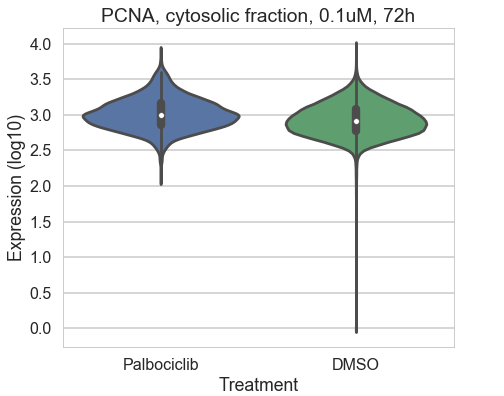 PCNA, cytosolic fraction, 0.1uM, 72h
4.0
3.5
3.0
2.5
2.0
1.5
1.0
0.5
0.0
Expression (log10)
Palbociclib
DMSO
Treatment